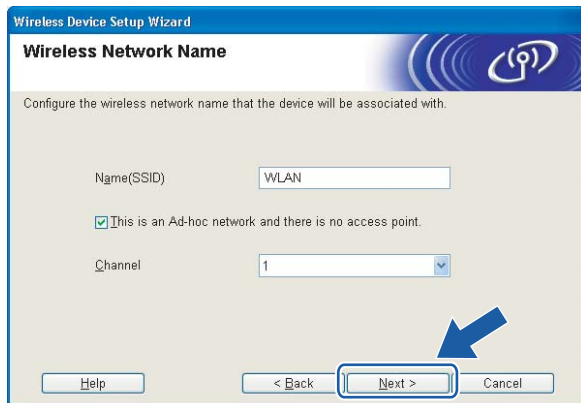 Wireless Device Setup Wizard
Wireless Network Name
Configure the wireless network name that the device will be associated with.
Name(SSID) WLAN
This is an Ad-hoc network and there is no access point.
Channel 1
Help < Back Next > Cancel